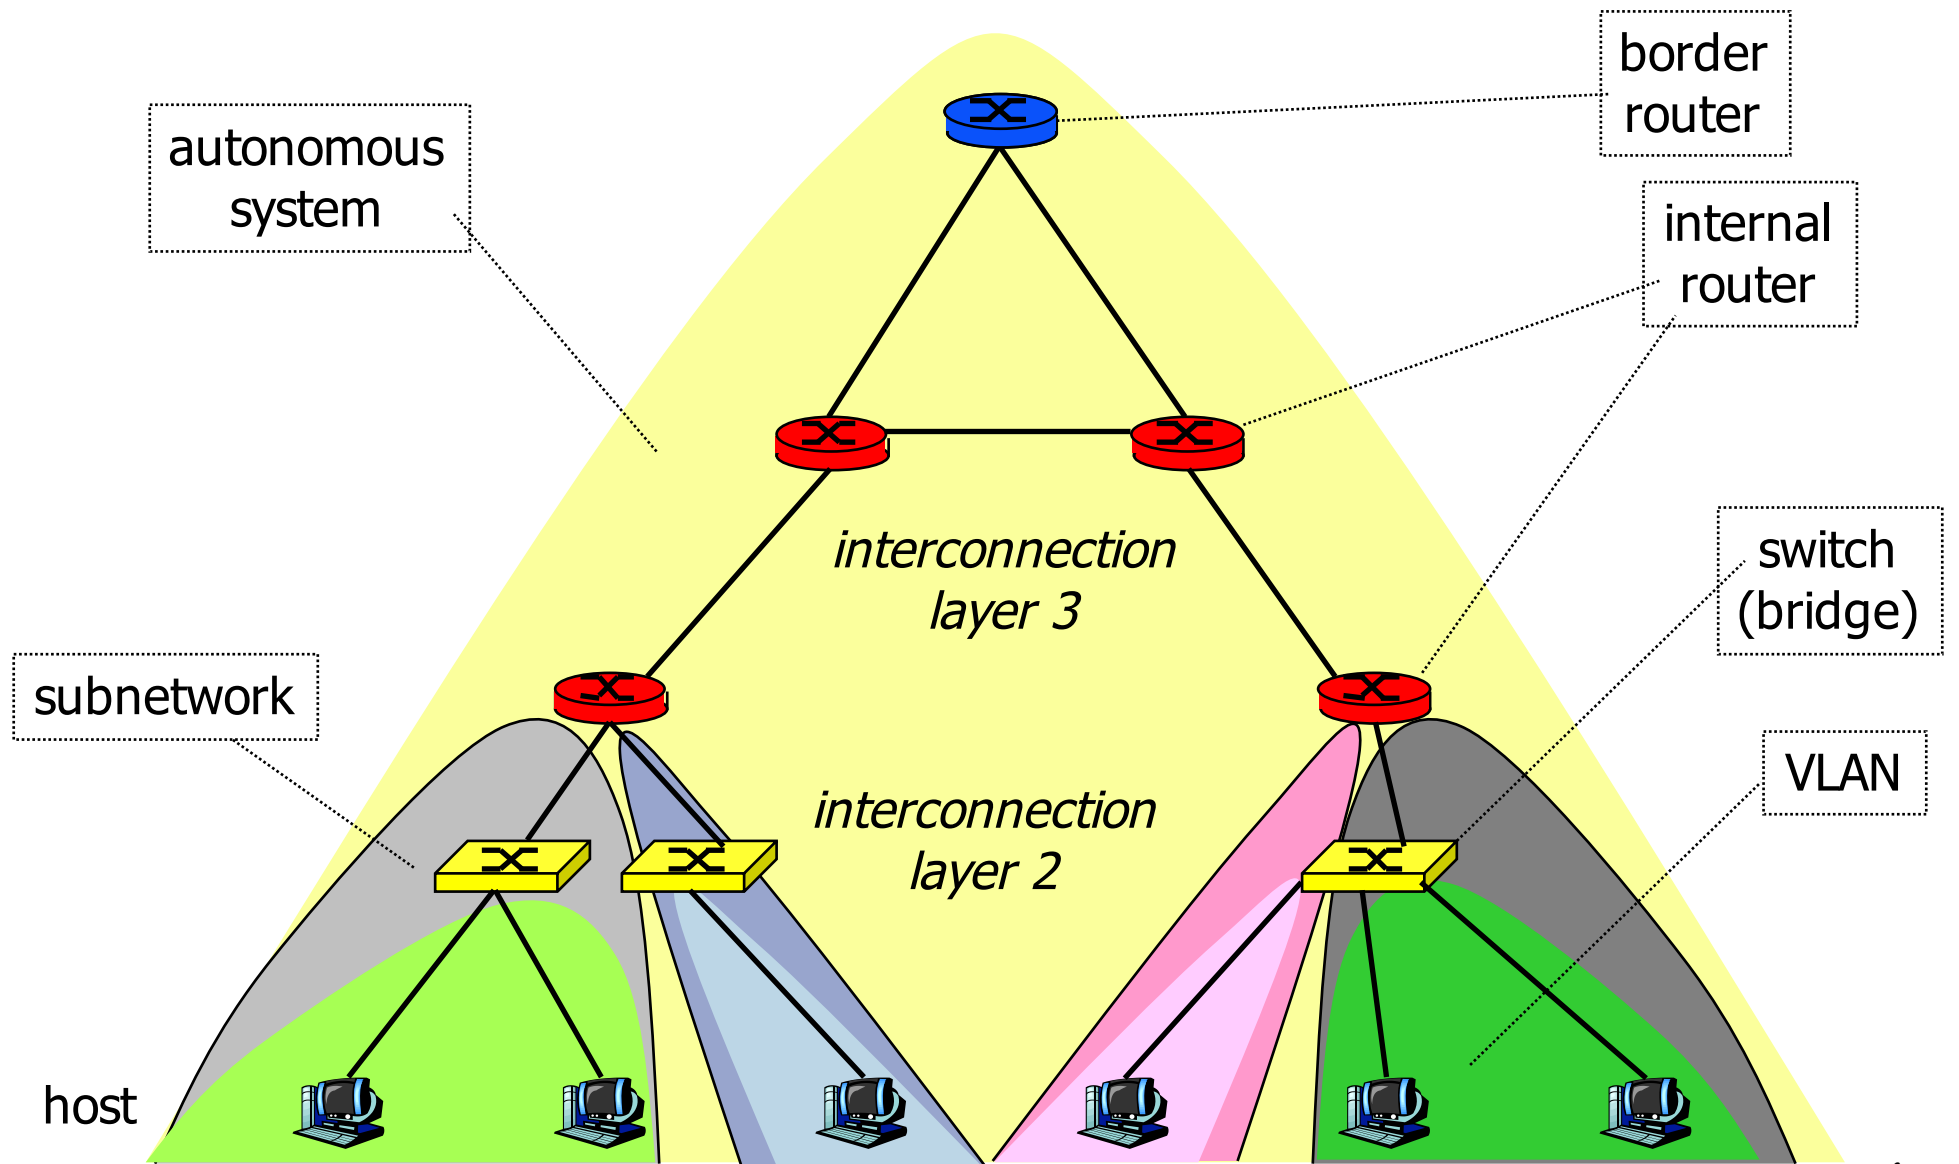 border
router
autonomous
system
internal
router
interconnection
layer 3
switch
(bridge)
subnetwork
VLAN
interconnection
layer 2
host